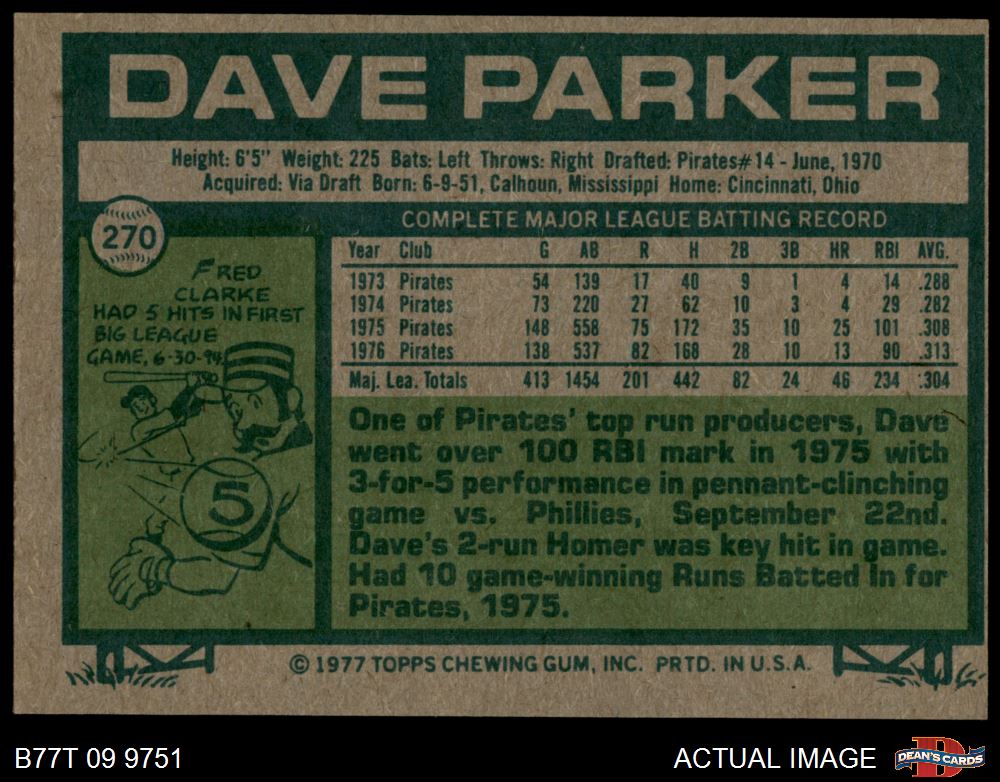 DAVE PARKER
Height: 6'5" Weight: 225 Bats: Left Throws: Right Drafted: Pirates#14 - June, 1970
Acquired: Via Draft Born: 6-9-51, Calhoun, Mississippi Home: Cincinnati, Ohio
270
FRED
CLARKE
HAD 5 HITS IN FIRST
BIG LEAGUE
GAME, 6-30-94
5
COMPLETE MAJOR LEAGUE BATTING RECORD
Year Club G AB R H 2B 3B HR RBI AVG.
1973 Pirates 54 139 17 40 9 1 4 14 .288
1974 Pirates 73 220 27 62 10 3 4 29 .282
1975 Pirates 148 558 75 172 35 10 25 101 .308
1976 Pirates 138 537 82 168 28 10 13 90 .313
Maj. Lea. Totals 413 1454 201 442 82 24 46 234 .304
One of Pirates' top run producers, Dave
went over 100 RBI mark in 1975 with
3-for-5 performance in pennant-clinching
game vs. Phillies, September 22nd.
Dave's 2-run Homer was key hit in game.
Had 10 game-winning Runs Batted In for
Pirates, 1975.
© 1977 TOPPS CHEWING GUM, INC. PRTD. IN U.S.A.
B77T 09 9751
ACTUAL IMAGE
D
DEAN'S CARDS